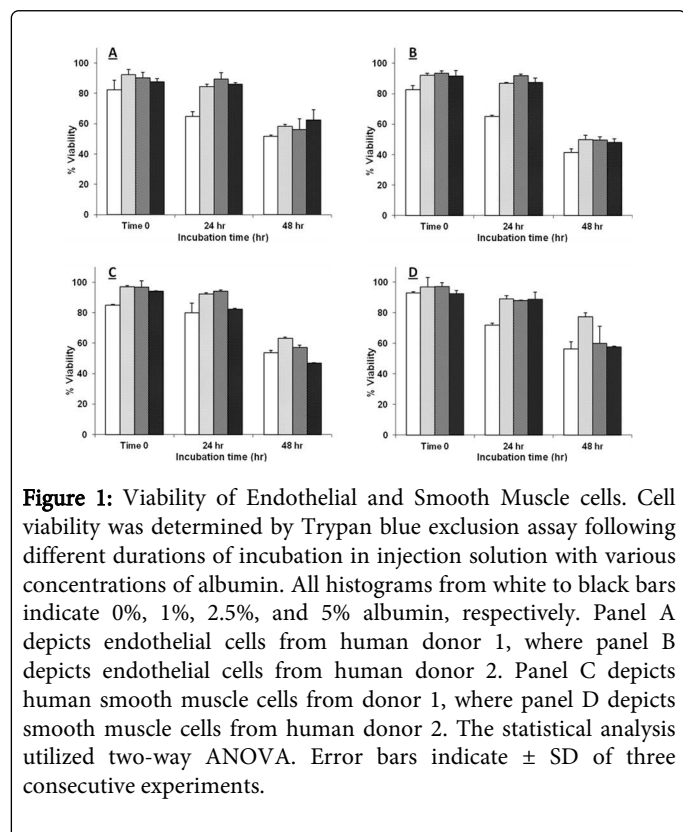 A
100
80
60
40
20
0
% Viability
Time 0 24 hr 48 hr
Incubation time (hr)
B
100
80
60
40
20
0
% Viability
Time 0 24 hr 48 hr
Incubation time (hr)
C
100
80
60
40
20
0
% Viability
Time 0 24 hr 48 hr
Incubation time (hr)
D
100
80
60
40
20
0
% Viability
Time 0 24 hr 48 hr
Incubation time (hr)
Figure 1: Viability of Endothelial and Smooth Muscle cells. Cell
viability was determined by Trypan blue exclusion assay following
different durations of incubation in injection solution with various
concentrations of albumin. All histograms from white to black bars
indicate 0%, 1%, 2.5%, and 5% albumin, respectively. Panel A
depicts endothelial cells from human donor 1, where panel B
depicts endothelial cells from human donor 2. Panel C depicts
human smooth muscle cells from donor 1, where panel D depicts
smooth muscle cells from human donor 2. The statistical analysis
utilized two-way ANOVA. Error bars indicate ± SD of three
consecutive experiments.